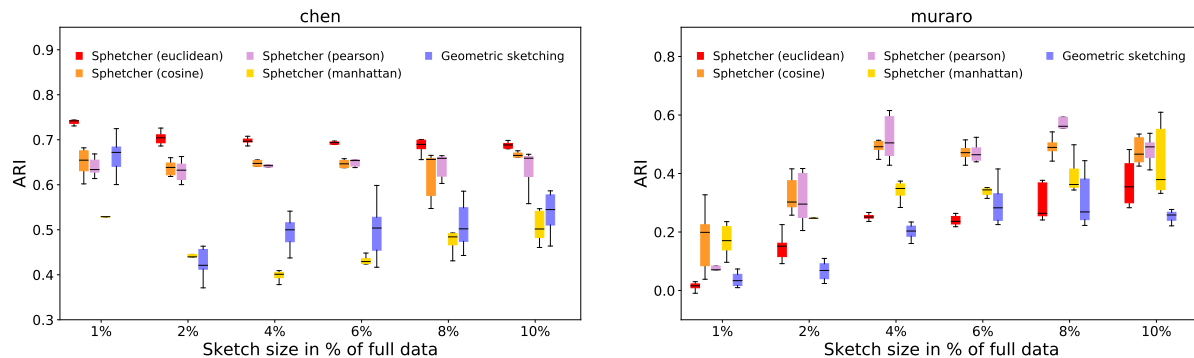 chen
ARI
0.9
0.8
0.7
0.6
0.5
0.4
0.3
Sphetcher (euclidean)
Sphetcher (cosine)
Sphetcher (pearson)
Sphetcher (manhattan)
Geometric sketching
1% 2% 4% 6% 8% 10%
Sketch size in % of full data
muraro
ARI
0.8
0.6
0.4
0.2
0.0
Sphetcher (euclidean)
Sphetcher (cosine)
Sphetcher (pearson)
Sphetcher (manhattan)
Geometric sketching
1% 2% 4% 6% 8% 10%
Sketch size in % of full data